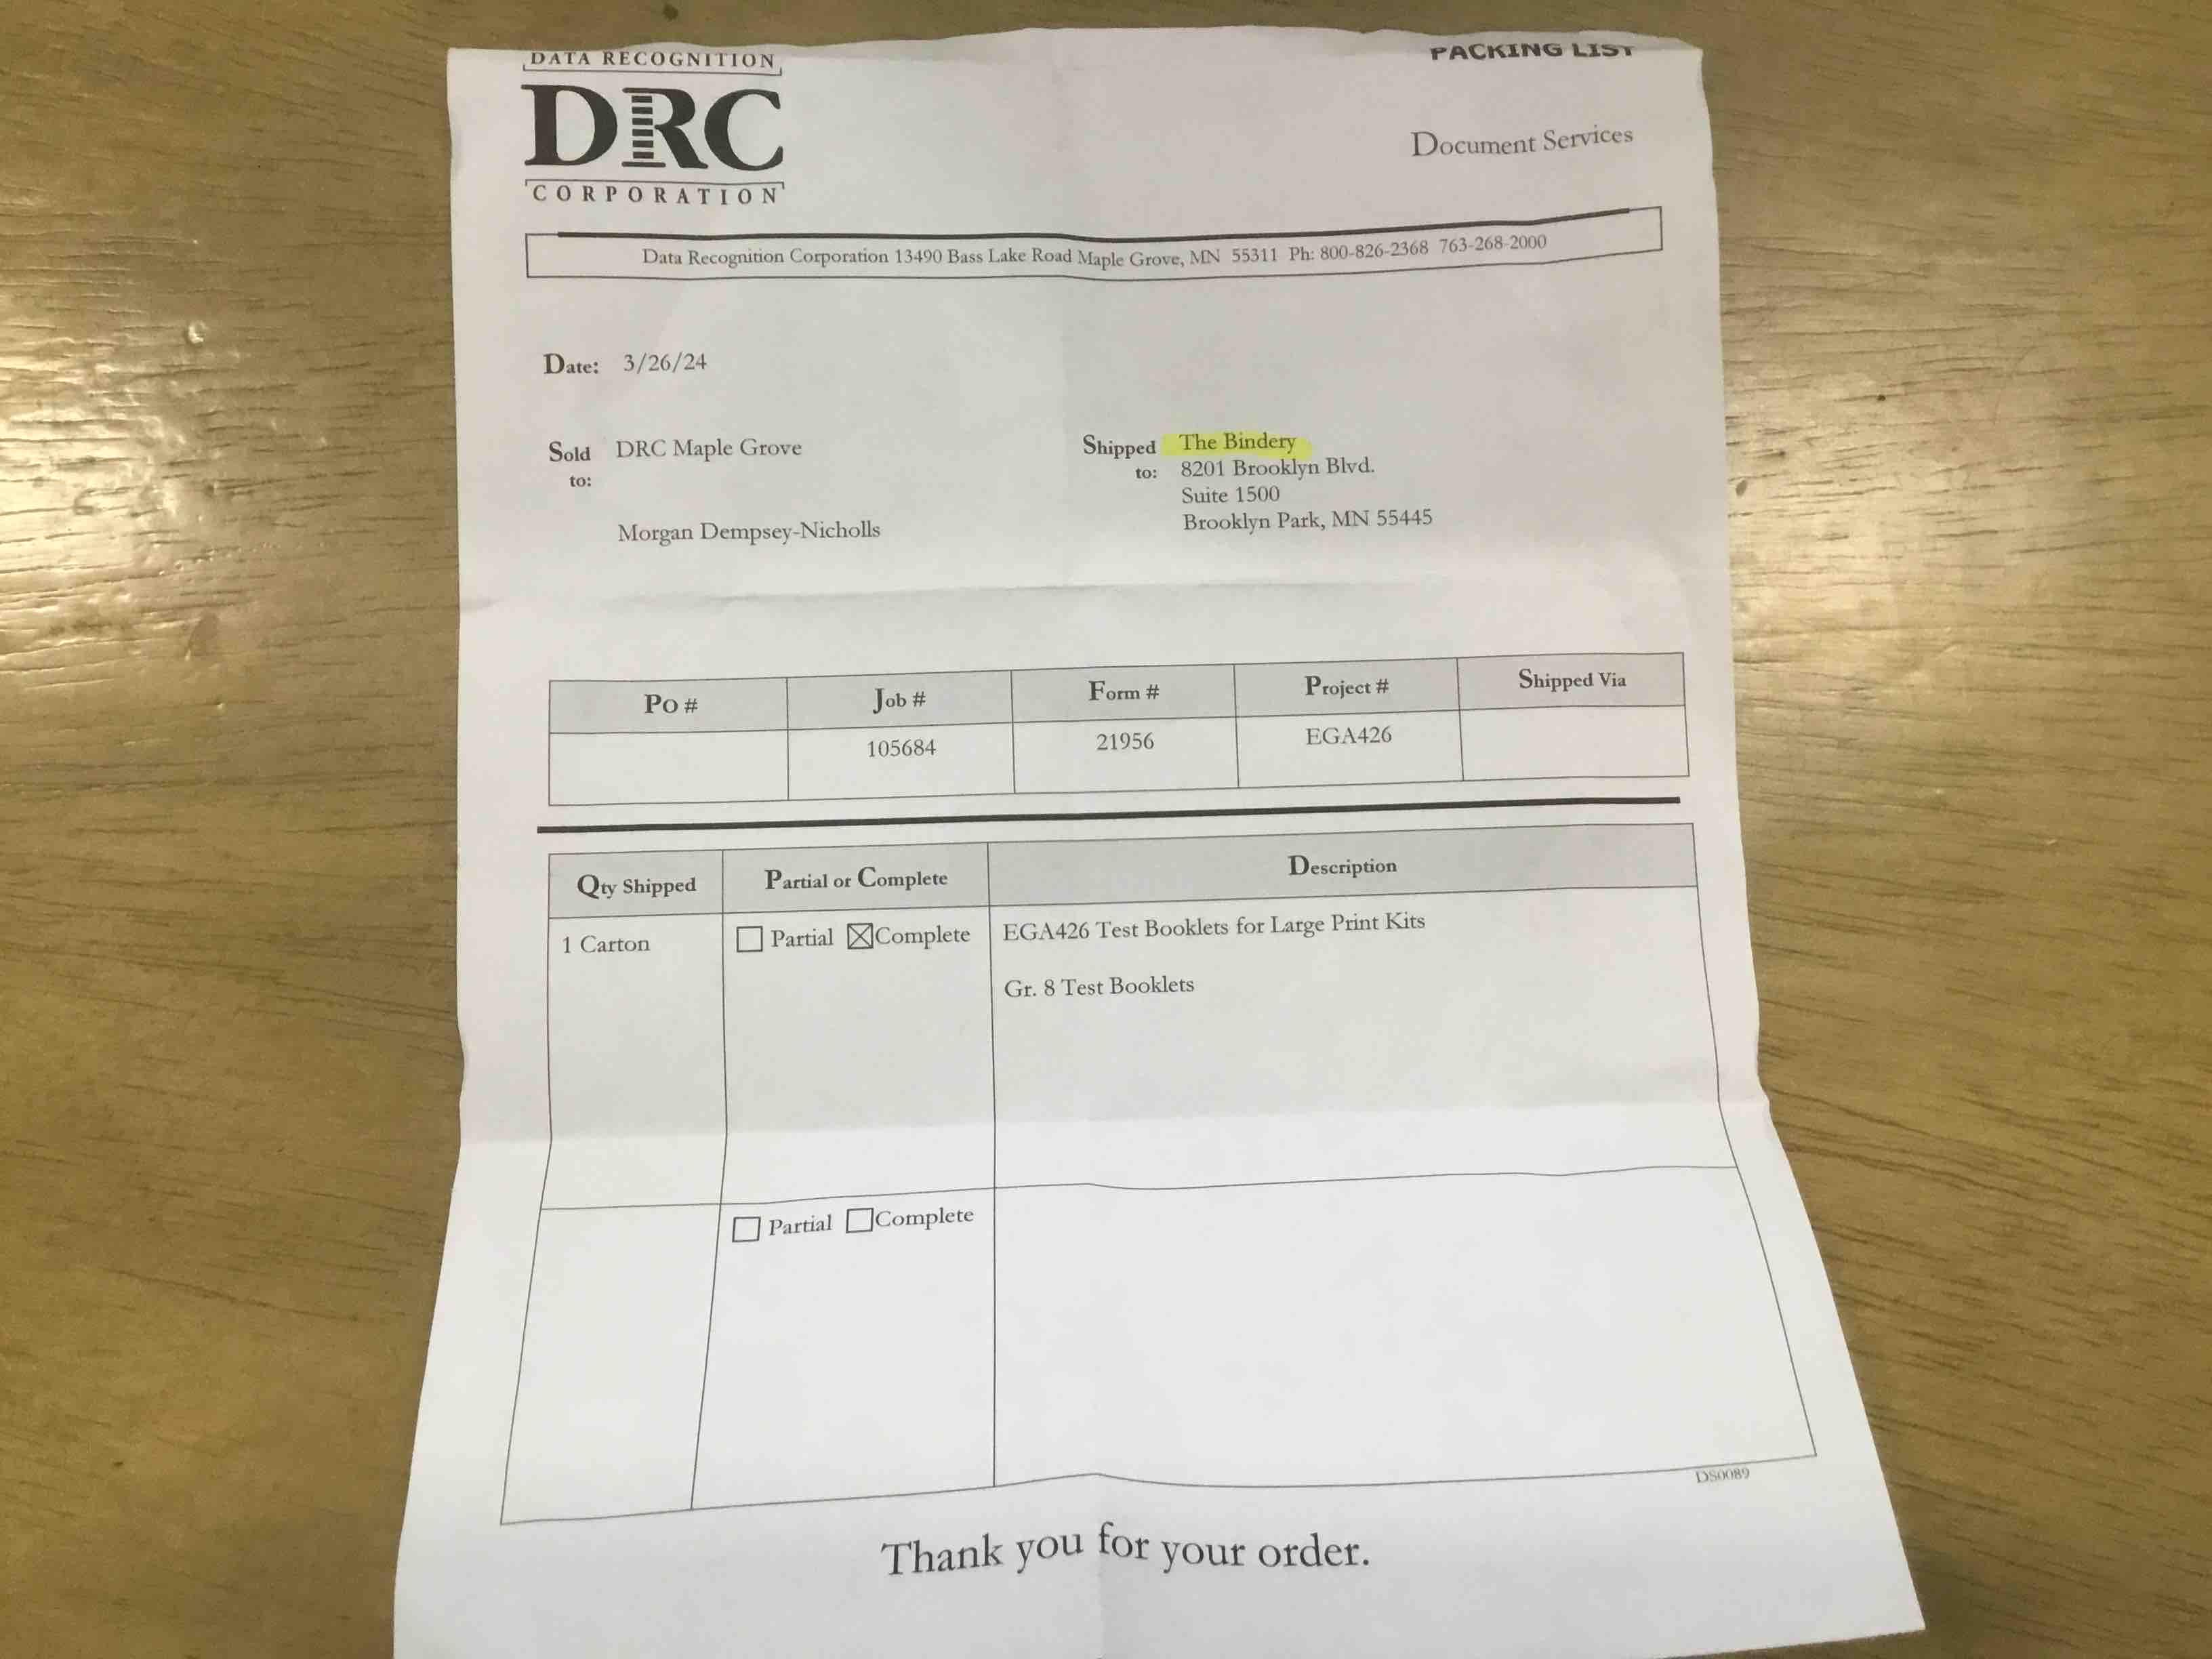 DATA RECOGNITION
DRC
CORPORATION
PACKING LIST
Document Services
Data Recognition Corporation 13490 Bass Lake Road Maple Grove, MN 55311 Ph: 800-826-2368 763-268-2000
Date: 3/26/24
Sold to: DRC Maple Grove
Morgan Dempsey-Nicholls
Shipped to: The Bindery
8201 Brooklyn Blvd.
Suite 1500
Brooklyn Park, MN 55445
PO # Job # Form # Project # Shipped Via
105684 21956 EGA426
Qty Shipped Partial or Complete Description
1 Carton Partial Complete EGA426 Test Booklets for Large Print Kits
Gr. 8 Test Booklets
Partial Complete
DS0089
Thank you for your order.